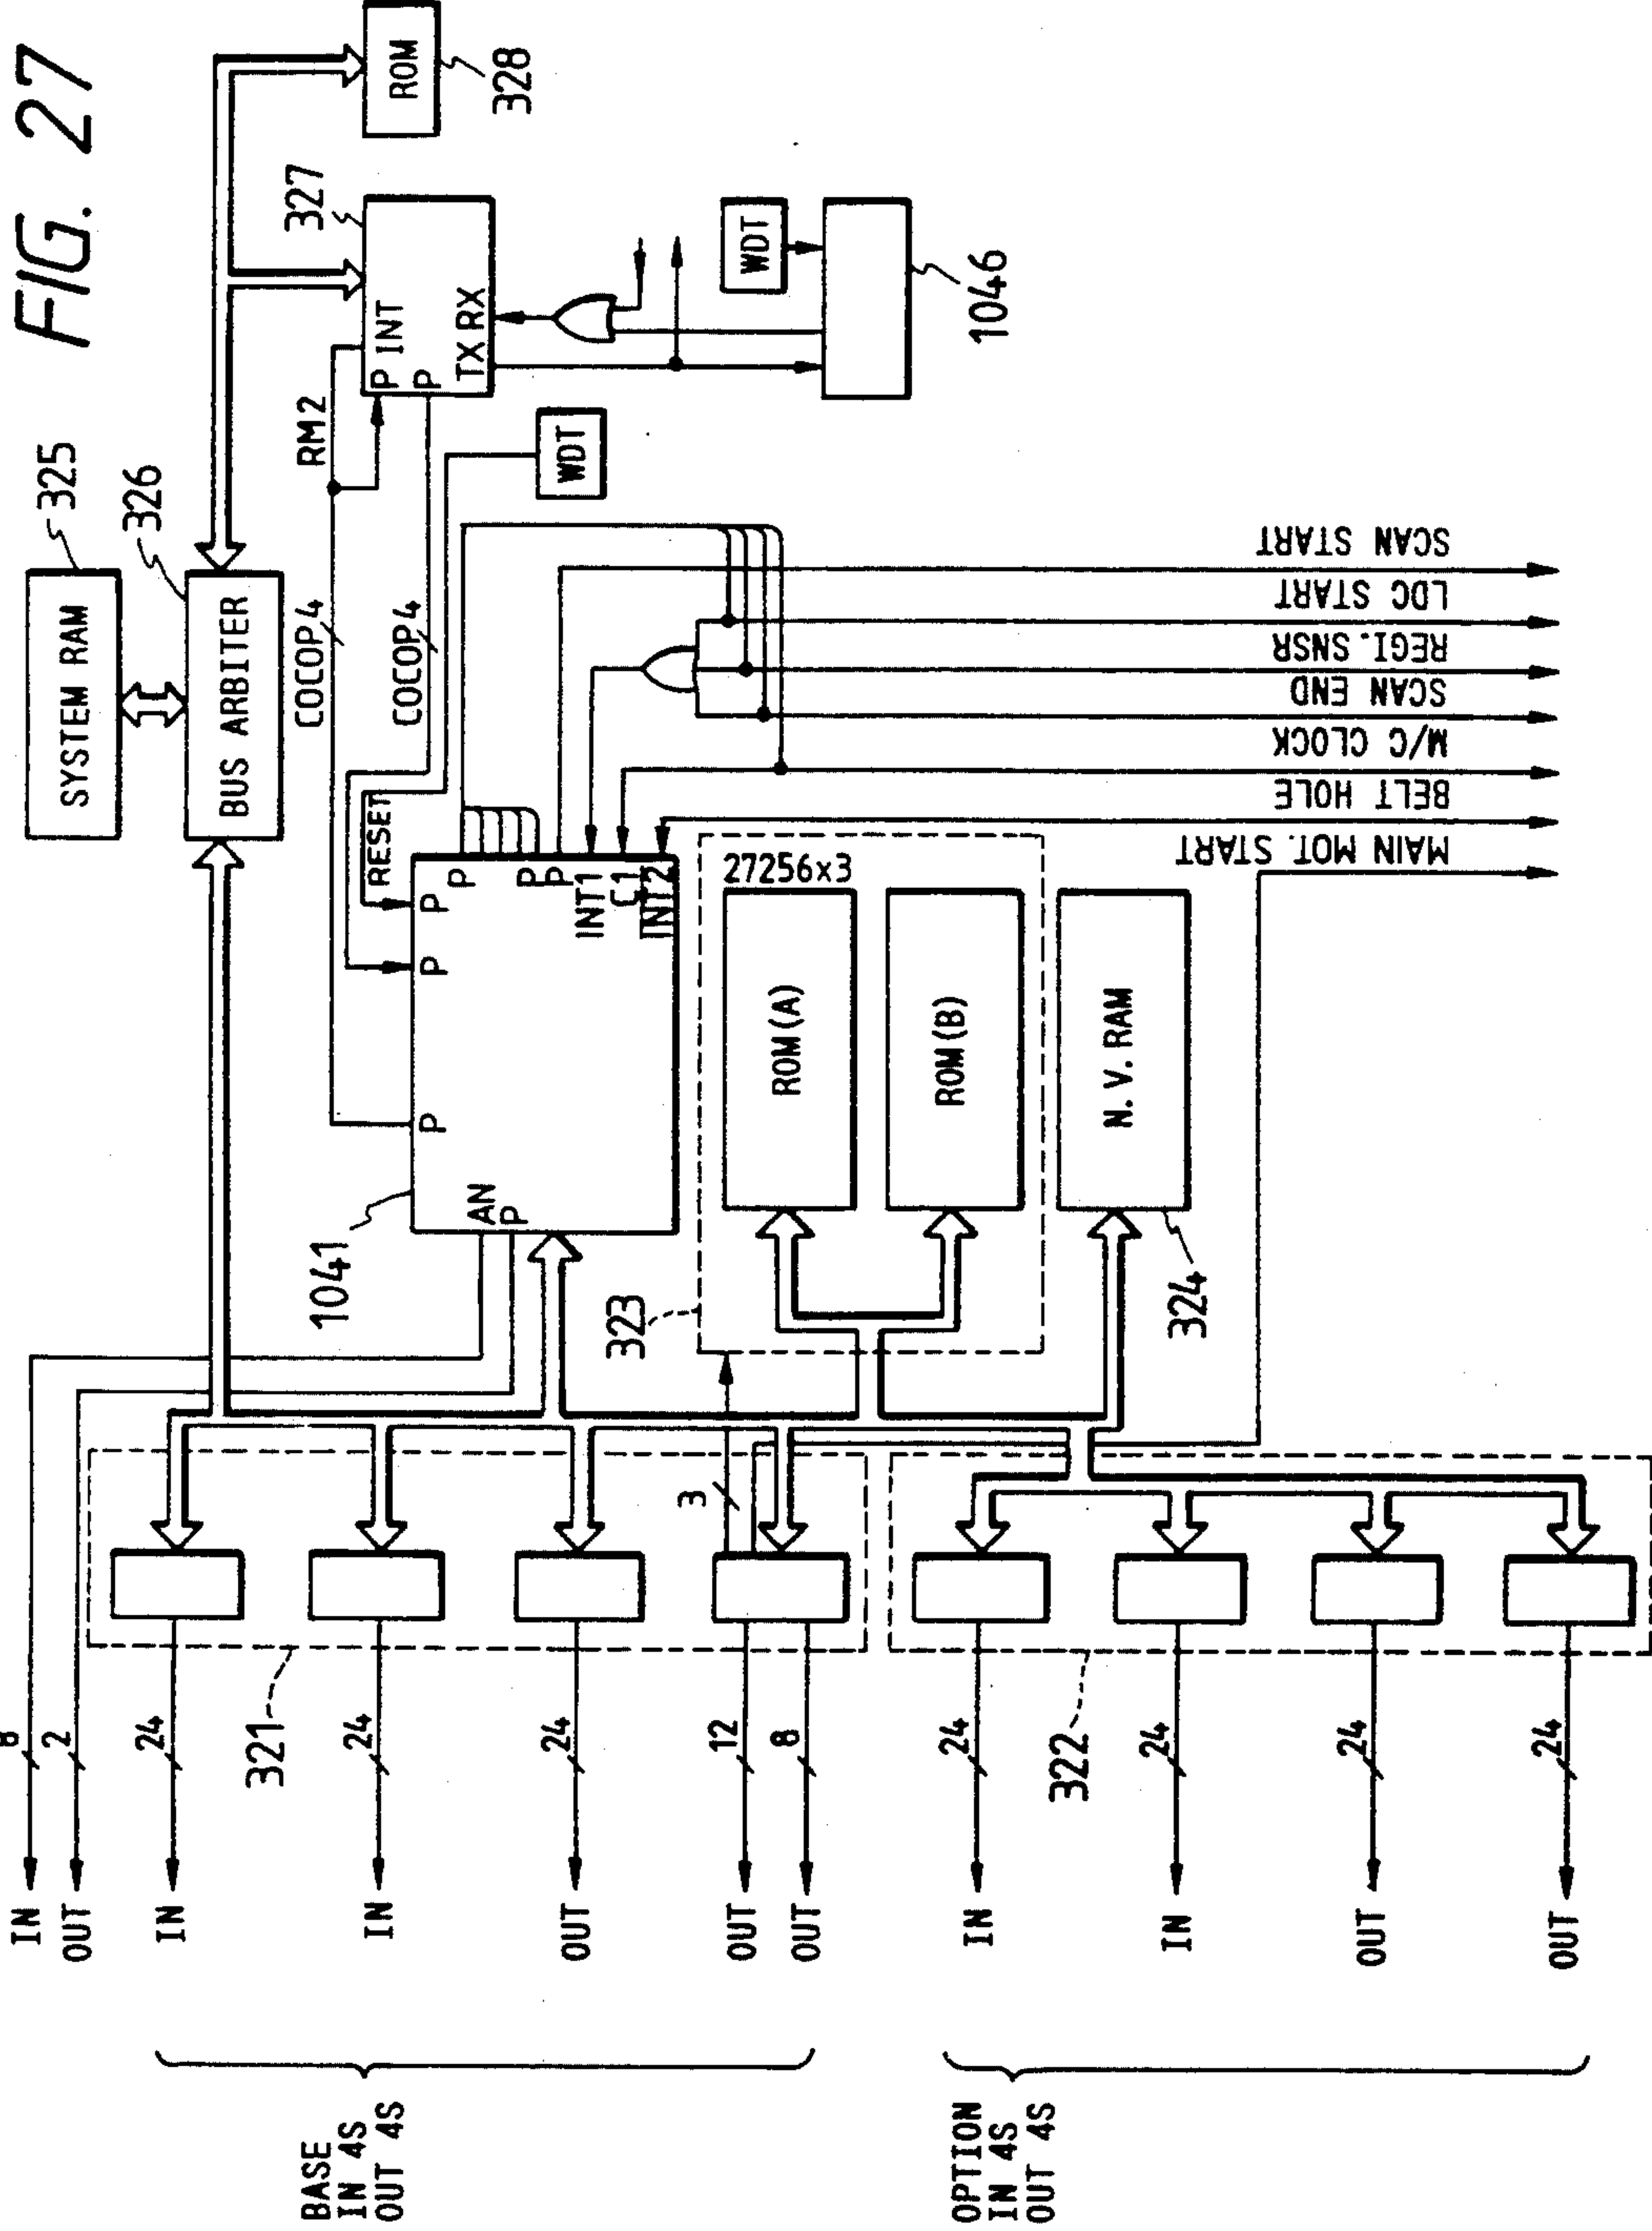 FIG. 27
SYSTEM RAM
325
BUS ARBITER
326
ROM
328
327
RM2
P INT
P
TX RX
COCOP4
COCOP4
RESET
WDT
WDT
1046
1041
AN
P
P
P
P
P
P
P
INT1
C1
INT2
27256x3
ROM(A)
ROM(B)
323
N. V. RAM
324
SCAN START
LDC START
REGI. SNSR
SCAN END
M/C CLOCK
BELT HOLE
MAIN MOT. START
3
IN 8
OUT 2
IN 24
IN 24
OUT 24
OUT 12
OUT 8
321
IN 24
IN 24
OUT 24
OUT 24
322
BASE
IN 4S
OUT 4S
OPTION
IN 4S
OUT 4S